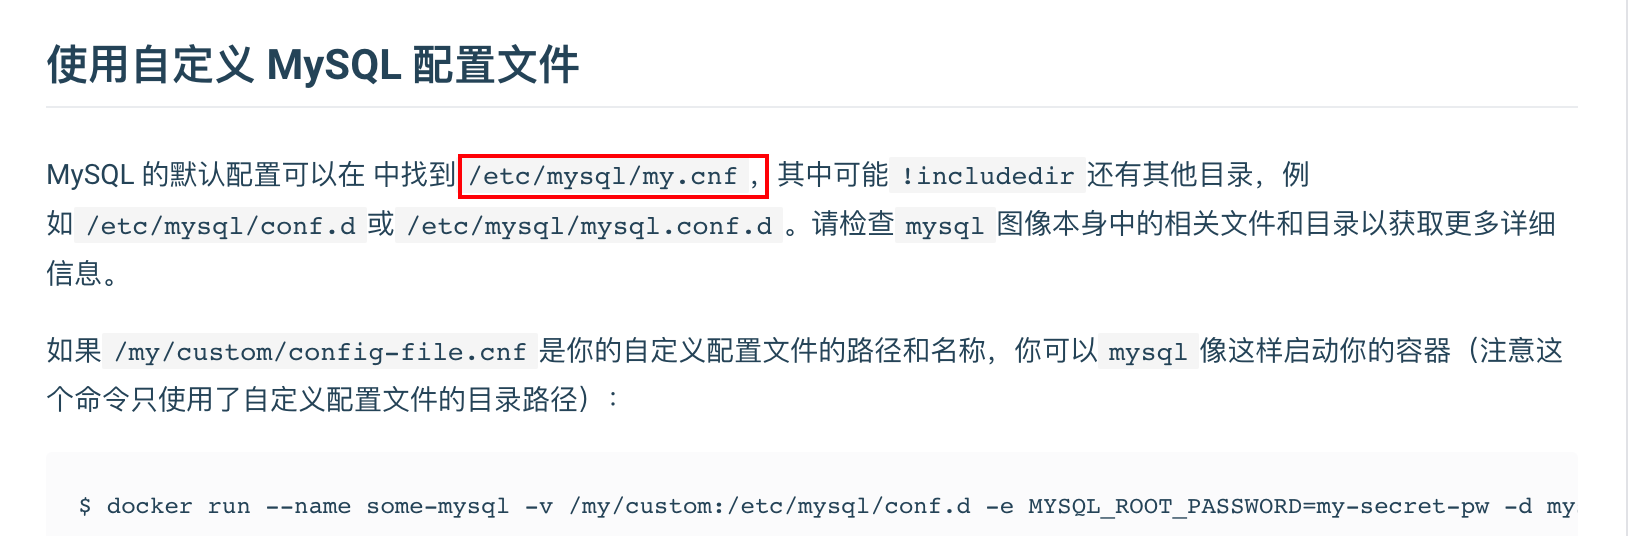 使用自定义 MySQL 配置文件
MySQL 的默认配置可以在 中找到 /etc/mysql/my.cnf ，其中可能 !includedir 还有其他目录，例
如 /etc/mysql/conf.d 或 /etc/mysql/mysql.conf.d 。请检查 mysql 图像本身中的相关文件和目录以获取更多详细
信息。
如果 /my/custom/config-file.cnf 是你的自定义配置文件的路径和名称，你可以 mysql 像这样启动你的容器（注意这
个命令只使用了自定义配置文件的目录路径）：
$ docker run --name some-mysql -v /my/custom:/etc/mysql/conf.d -e MYSQL_ROOT_PASSWORD=my-secret-pw -d my